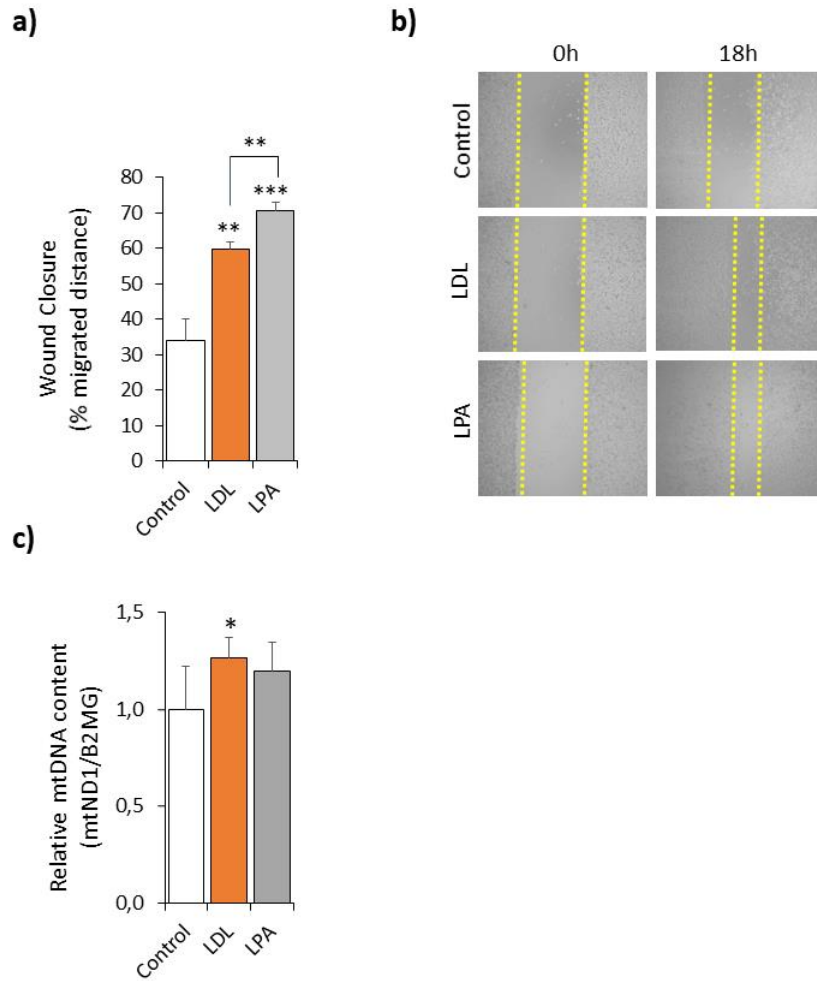 a)
**
***
**
80
70
60
50
40
30
20
10
0
Wound Closure
(% migrated distance)
Control
LDL
LPA
b)
0h
18h
Control
LDL
LPA
c)
*
1,5
1,0
0,5
0,0
Relative mtDNA content
(mtND1/B2MG)
Control
LDL
LPA